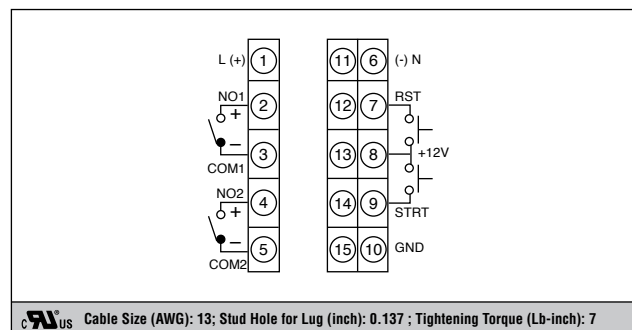 L (+) 1 11 6 (-) N
NO1 + 2 12 7 RST
− 3 13 8 +12V
COM1
NO2 + 4 14 9 STRT
− 5 15 10 GND
COM2
c RU US Cable Size (AWG): 13; Stud Hole for Lug (inch): 0.137 ; Tightening Torque (Lb-inch): 7